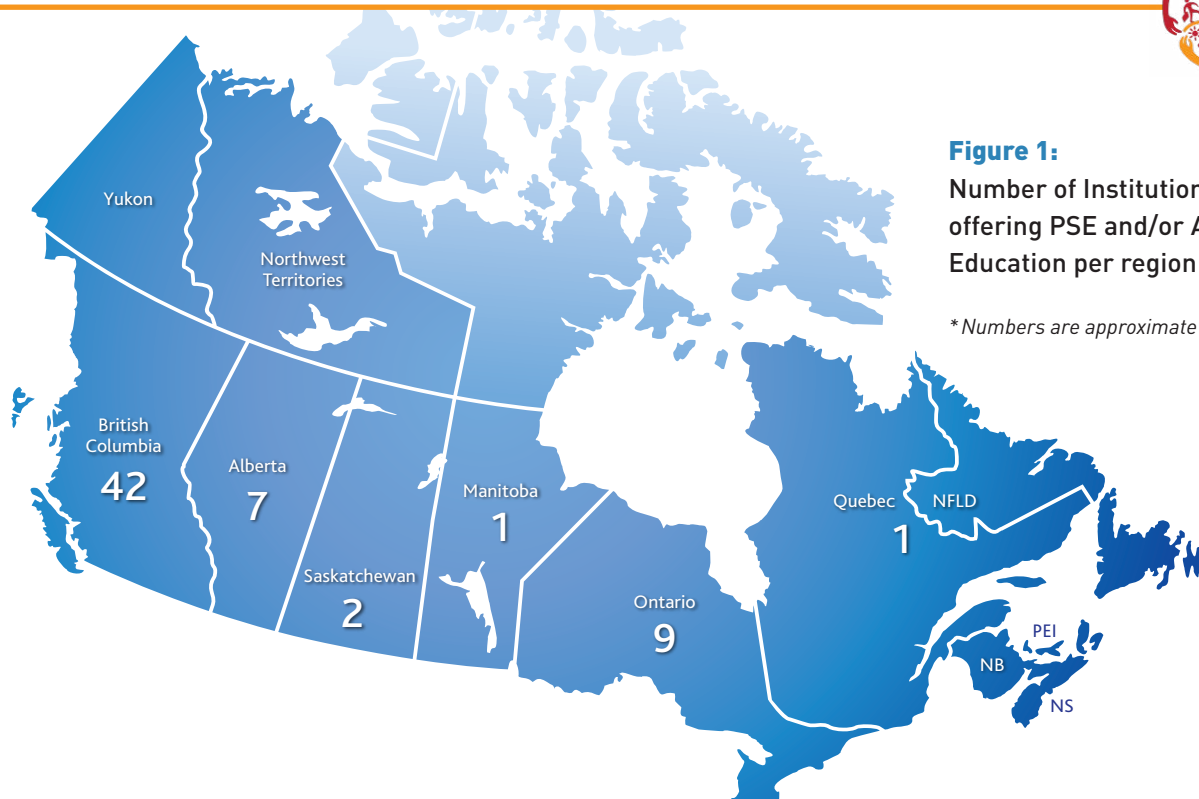 Figure 1:
Number of Institution
offering PSE and/or A
Education per region
*Numbers are approximate
Yukon
Northwest
Territories
British
Columbia
42
Alberta
7
Saskatchewan
2
Manitoba
1
Ontario
9
Quebec
1
NFLD
PEI
NB
NS